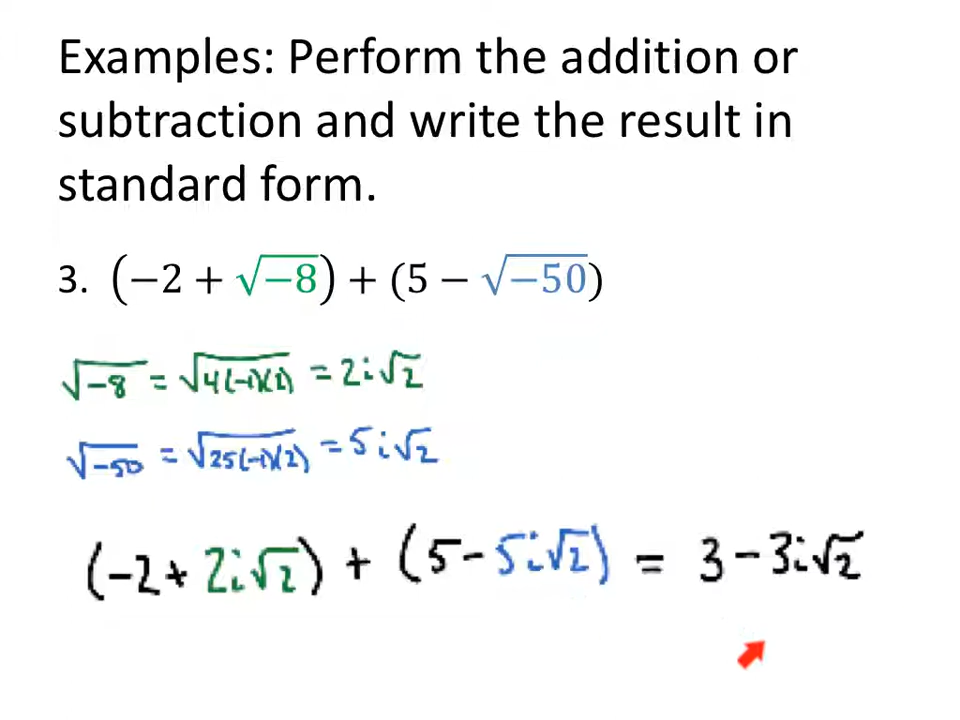 Examples: Perform the addition or
subtraction and write the result in
standard form.
3. (−2 + √−8) + (5 − √−50)
√−8 = √4(−1)(2) = 2i√2
√−50 = √25(−1)(2) = 5i√2
(−2 + 2i√2) + (5 − 5i√2) = 3 − 3i√2